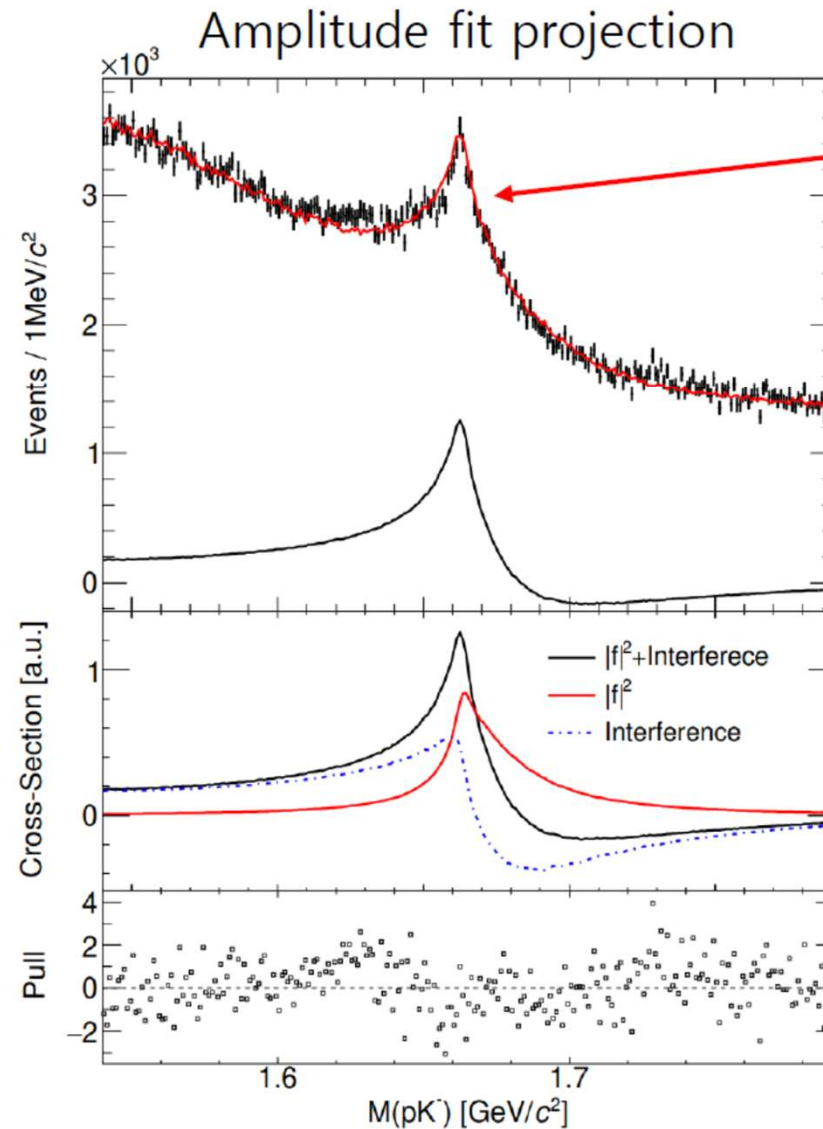 Amplitude fit projection
×10³
Events / 1MeV/c²
3
2
1
0
Cross-Section [a.u.]
1
0
|f|²+Interferece
|f|²
Interference
Pull
4
2
0
−2
1.6 1.7
M(pK⁻) [GeV/c²]